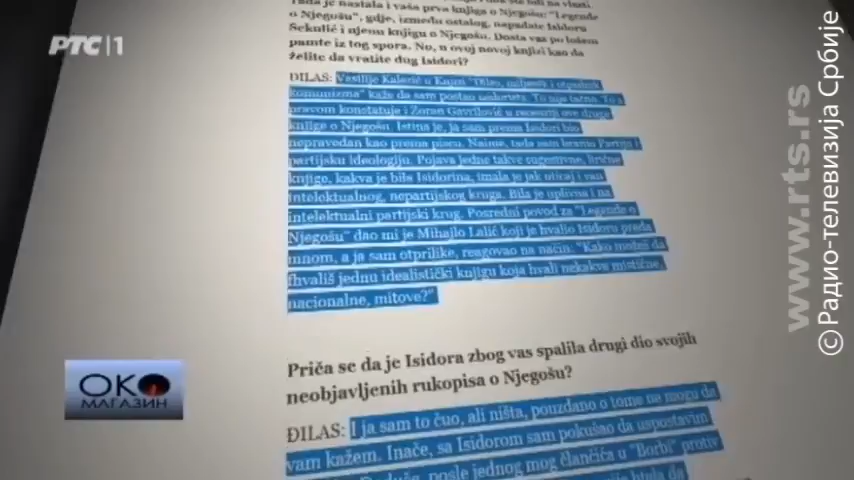 РТС|1
pravom konstatuje i Zoran Gavrilović u recenziji ove druge
knjige o Njegošu. Istina je, ja sam prema Isidori bio
nepravedan kao prema piscu. Naime, tada sam branio Partiju i
partijsku ideologiju. Pojava jedne takve sugestivne, lirične
knjige, kakva je bila Isidorina, imala je jak uticaj i van
intelektualnog, nepartijskog kruga. Bila je uplivna i na
intelektualni partijski krug. Posredni povod za "Legende o
Njegošu" dao mi je Mihajlo Lalić koji je hvalio Isidoru preda
mnom, a ja sam otprilike, reagovao na način: "Kako možeš da
fhvališ jednu idealistički knjigu koja hvali nekakve mistične,
nacionalne, mitove?"
Priča se da je Isidora zbog vas spalila drugi dio svojih
neobjavljenih rukopisa o Njegošu?
ĐILAS: I ja sam to čuo, ali ništa, pouzdano o tome ne mogu da
vam kažem. Inače, sa Isidorom sam pokušao da uspostavim
posle jednog mog člančića u "Borbi" protiv
o Njegošu", gdje, između ostalog, napadate Isidoru
Sekulić i njenu knjigu o Njegošu. Dosta vas po lošem
pamte iz tog spora. No, u ovoj novoj knjizi kao da
želite da vratite dug Isidori?
ОКО
МАГАЗИН
www.rts.rs
© Радио-телевизија Србије